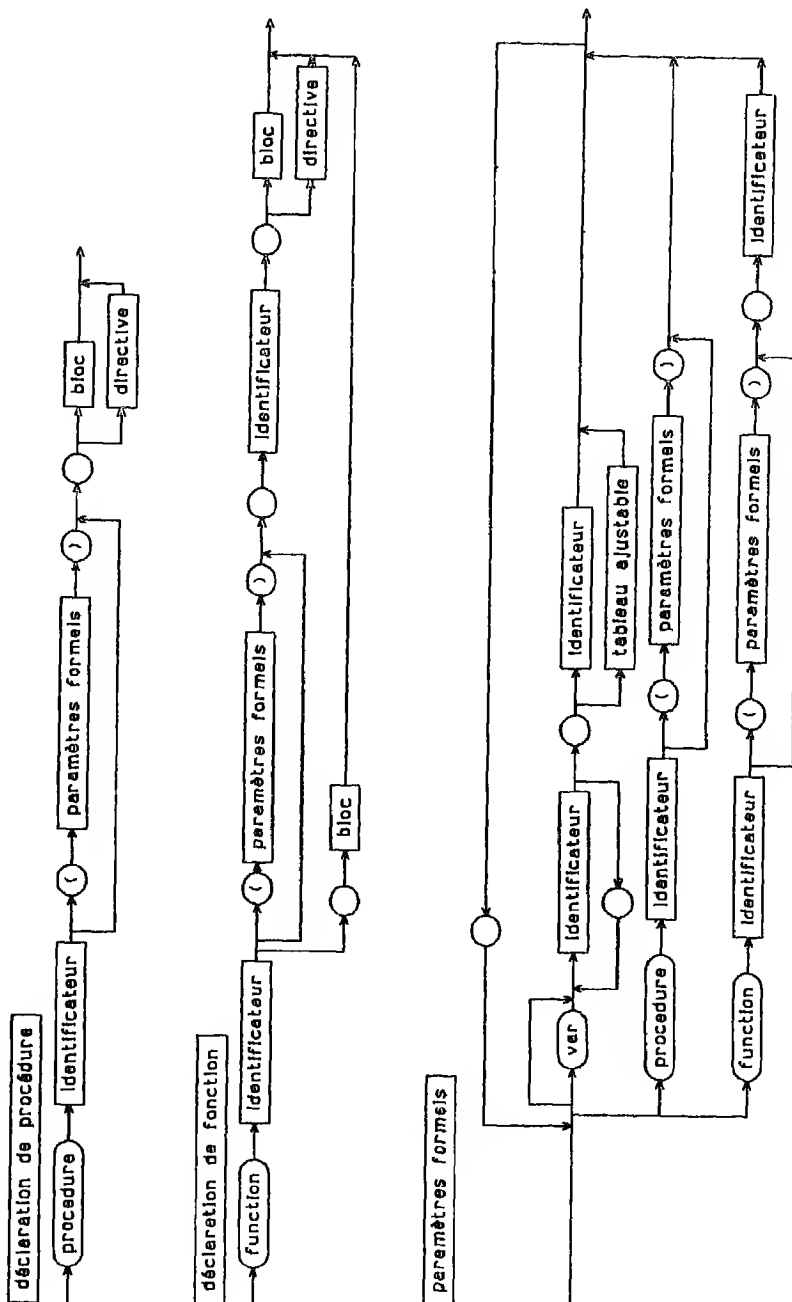 déclaration de procédure
procedure
Identificateur
(
paramètres formels
)
bloc
directive
déclaration de fonction
function
Identificateur
(
paramètres formels
)
Identificateur
bloc
directive
bloc
paramètres formels
var
Identificateur
Identificateur
tableau ajustable
procedure
Identificateur
(
paramètres formels
)
function
Identificateur
(
paramètres formels
)
Identificateur